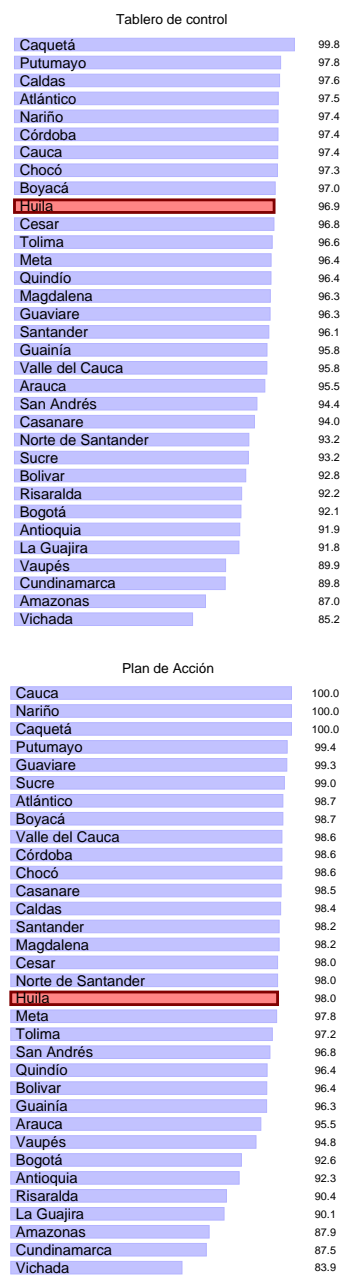 Tablero de control
Caquetá 99.8
Putumayo 97.8
Caldas 97.6
Atlántico 97.5
Nariño 97.4
Córdoba 97.4
Cauca 97.4
Chocó 97.3
Boyacá 97.0
Huila 96.9
Cesar 96.8
Tolima 96.6
Meta 96.4
Quindío 96.4
Magdalena 96.3
Guaviare 96.3
Santander 96.1
Guainía 95.8
Valle del Cauca 95.8
Arauca 95.5
San Andrés 94.4
Casanare 94.0
Norte de Santander 93.2
Sucre 93.2
Bolivar 92.8
Risaralda 92.2
Bogotá 92.1
Antioquia 91.9
La Guajira 91.8
Vaupés 89.9
Cundinamarca 89.8
Amazonas 87.0
Vichada 85.2
Plan de Acción
Cauca 100.0
Nariño 100.0
Caquetá 100.0
Putumayo 99.4
Guaviare 99.3
Sucre 99.0
Atlántico 98.7
Boyacá 98.7
Valle del Cauca 98.6
Córdoba 98.6
Chocó 98.6
Casanare 98.5
Caldas 98.4
Santander 98.2
Magdalena 98.2
Cesar 98.0
Norte de Santander 98.0
Huila 98.0
Meta 97.8
Tolima 97.2
San Andrés 96.8
Quindío 96.4
Bolivar 96.4
Guainía 96.3
Arauca 95.5
Vaupés 94.8
Bogotá 92.6
Antioquia 92.3
Risaralda 90.4
La Guajira 90.1
Amazonas 87.9
Cundinamarca 87.5
Vichada 83.9